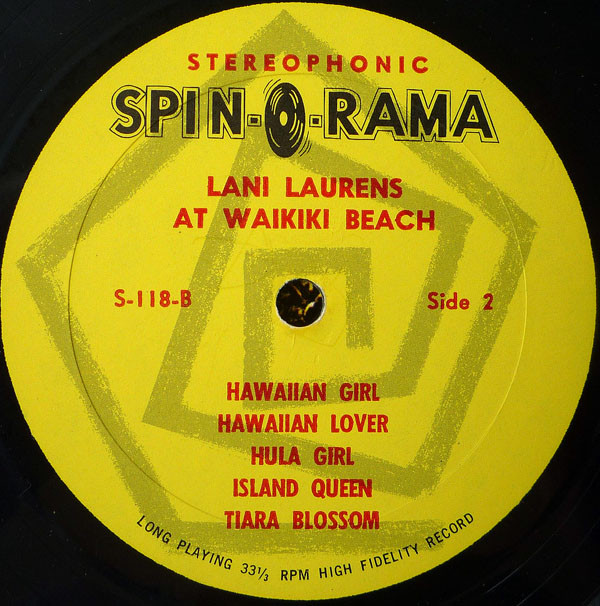 STEREOPHONIC
SPIN-O-RAMA
LANI LAURENS
AT WAIKIKI BEACH
S-118-B
Side 2
HAWAIIAN GIRL
HAWAIIAN LOVER
HULA GIRL
ISLAND QUEEN
TIARA BLOSSOM
LONG PLAYING 33⅓ RPM HIGH FIDELITY RECORD